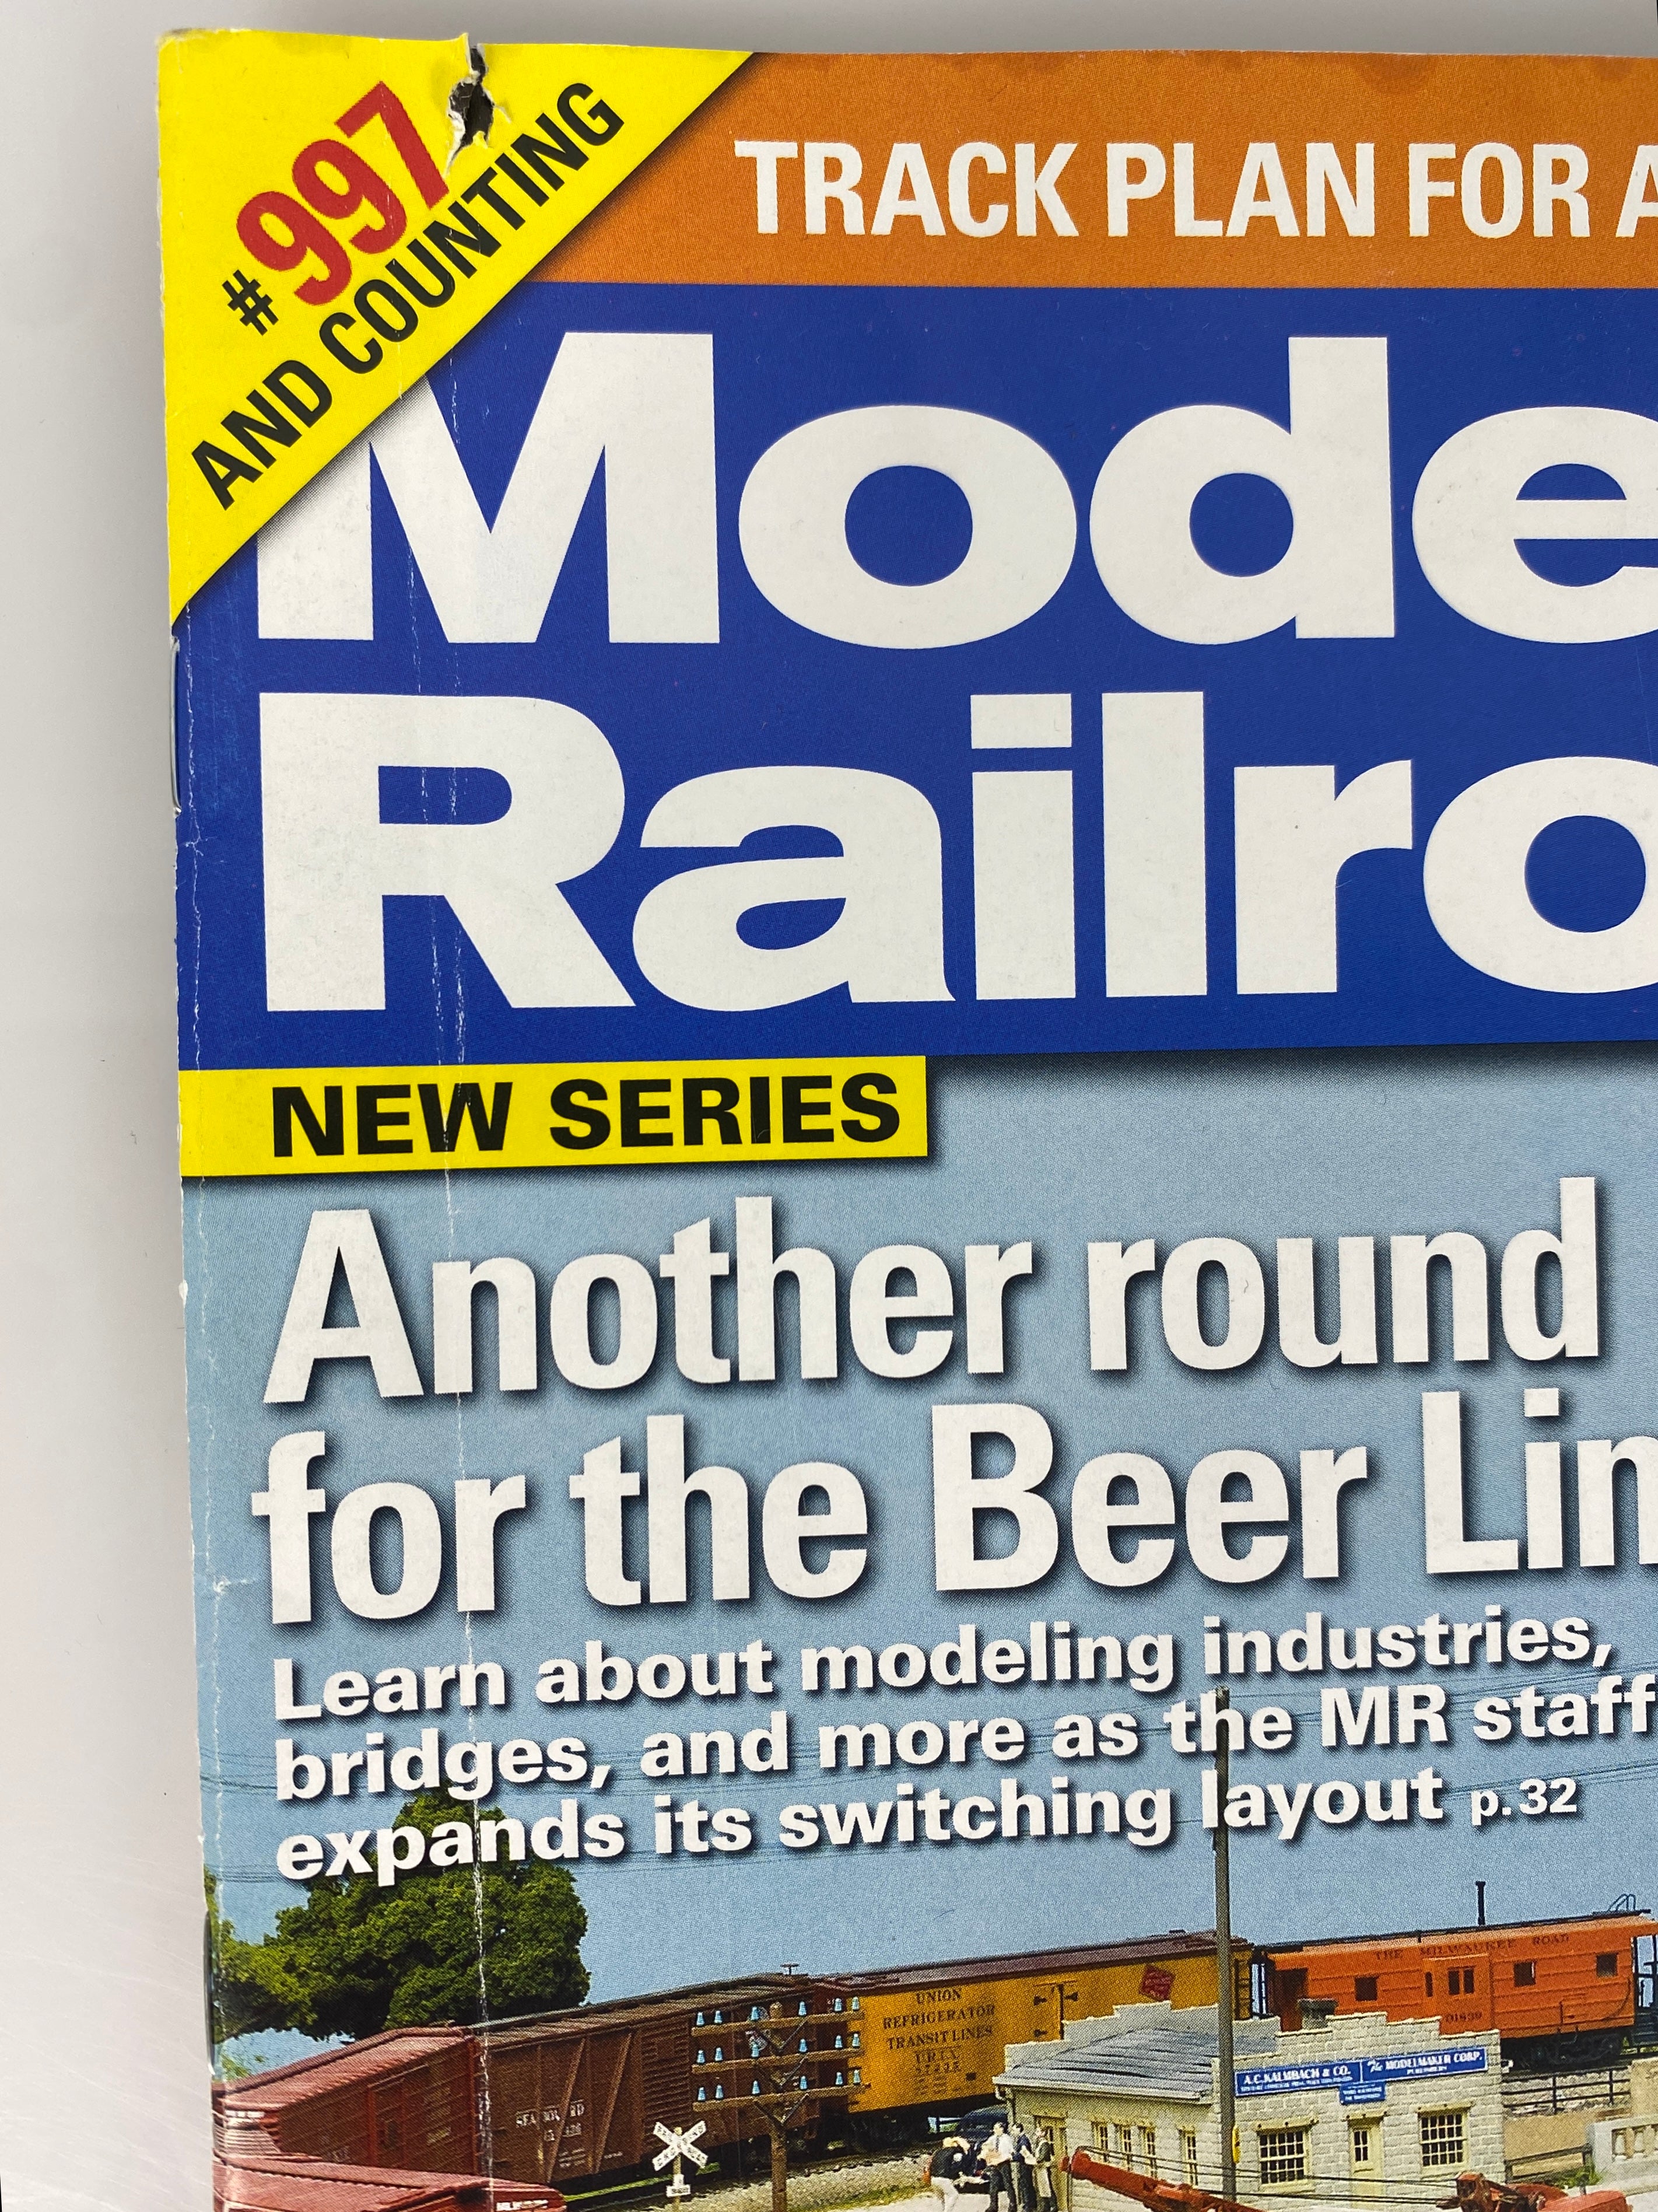 #997
AND COUNTING
TRACK PLAN FOR A
Mode
Railro
NEW SERIES
Another round
for the Beer Lin
Learn about modeling industries,
bridges, and more as the MR staff
expands its switching layout p. 32
THE MILWAUKEE ROAD
01839
UNION
REFRIGERATOR
TRANSIT LINES
URTX
A.C. KALMBACH & CO.
The MODELMAKER CORP.